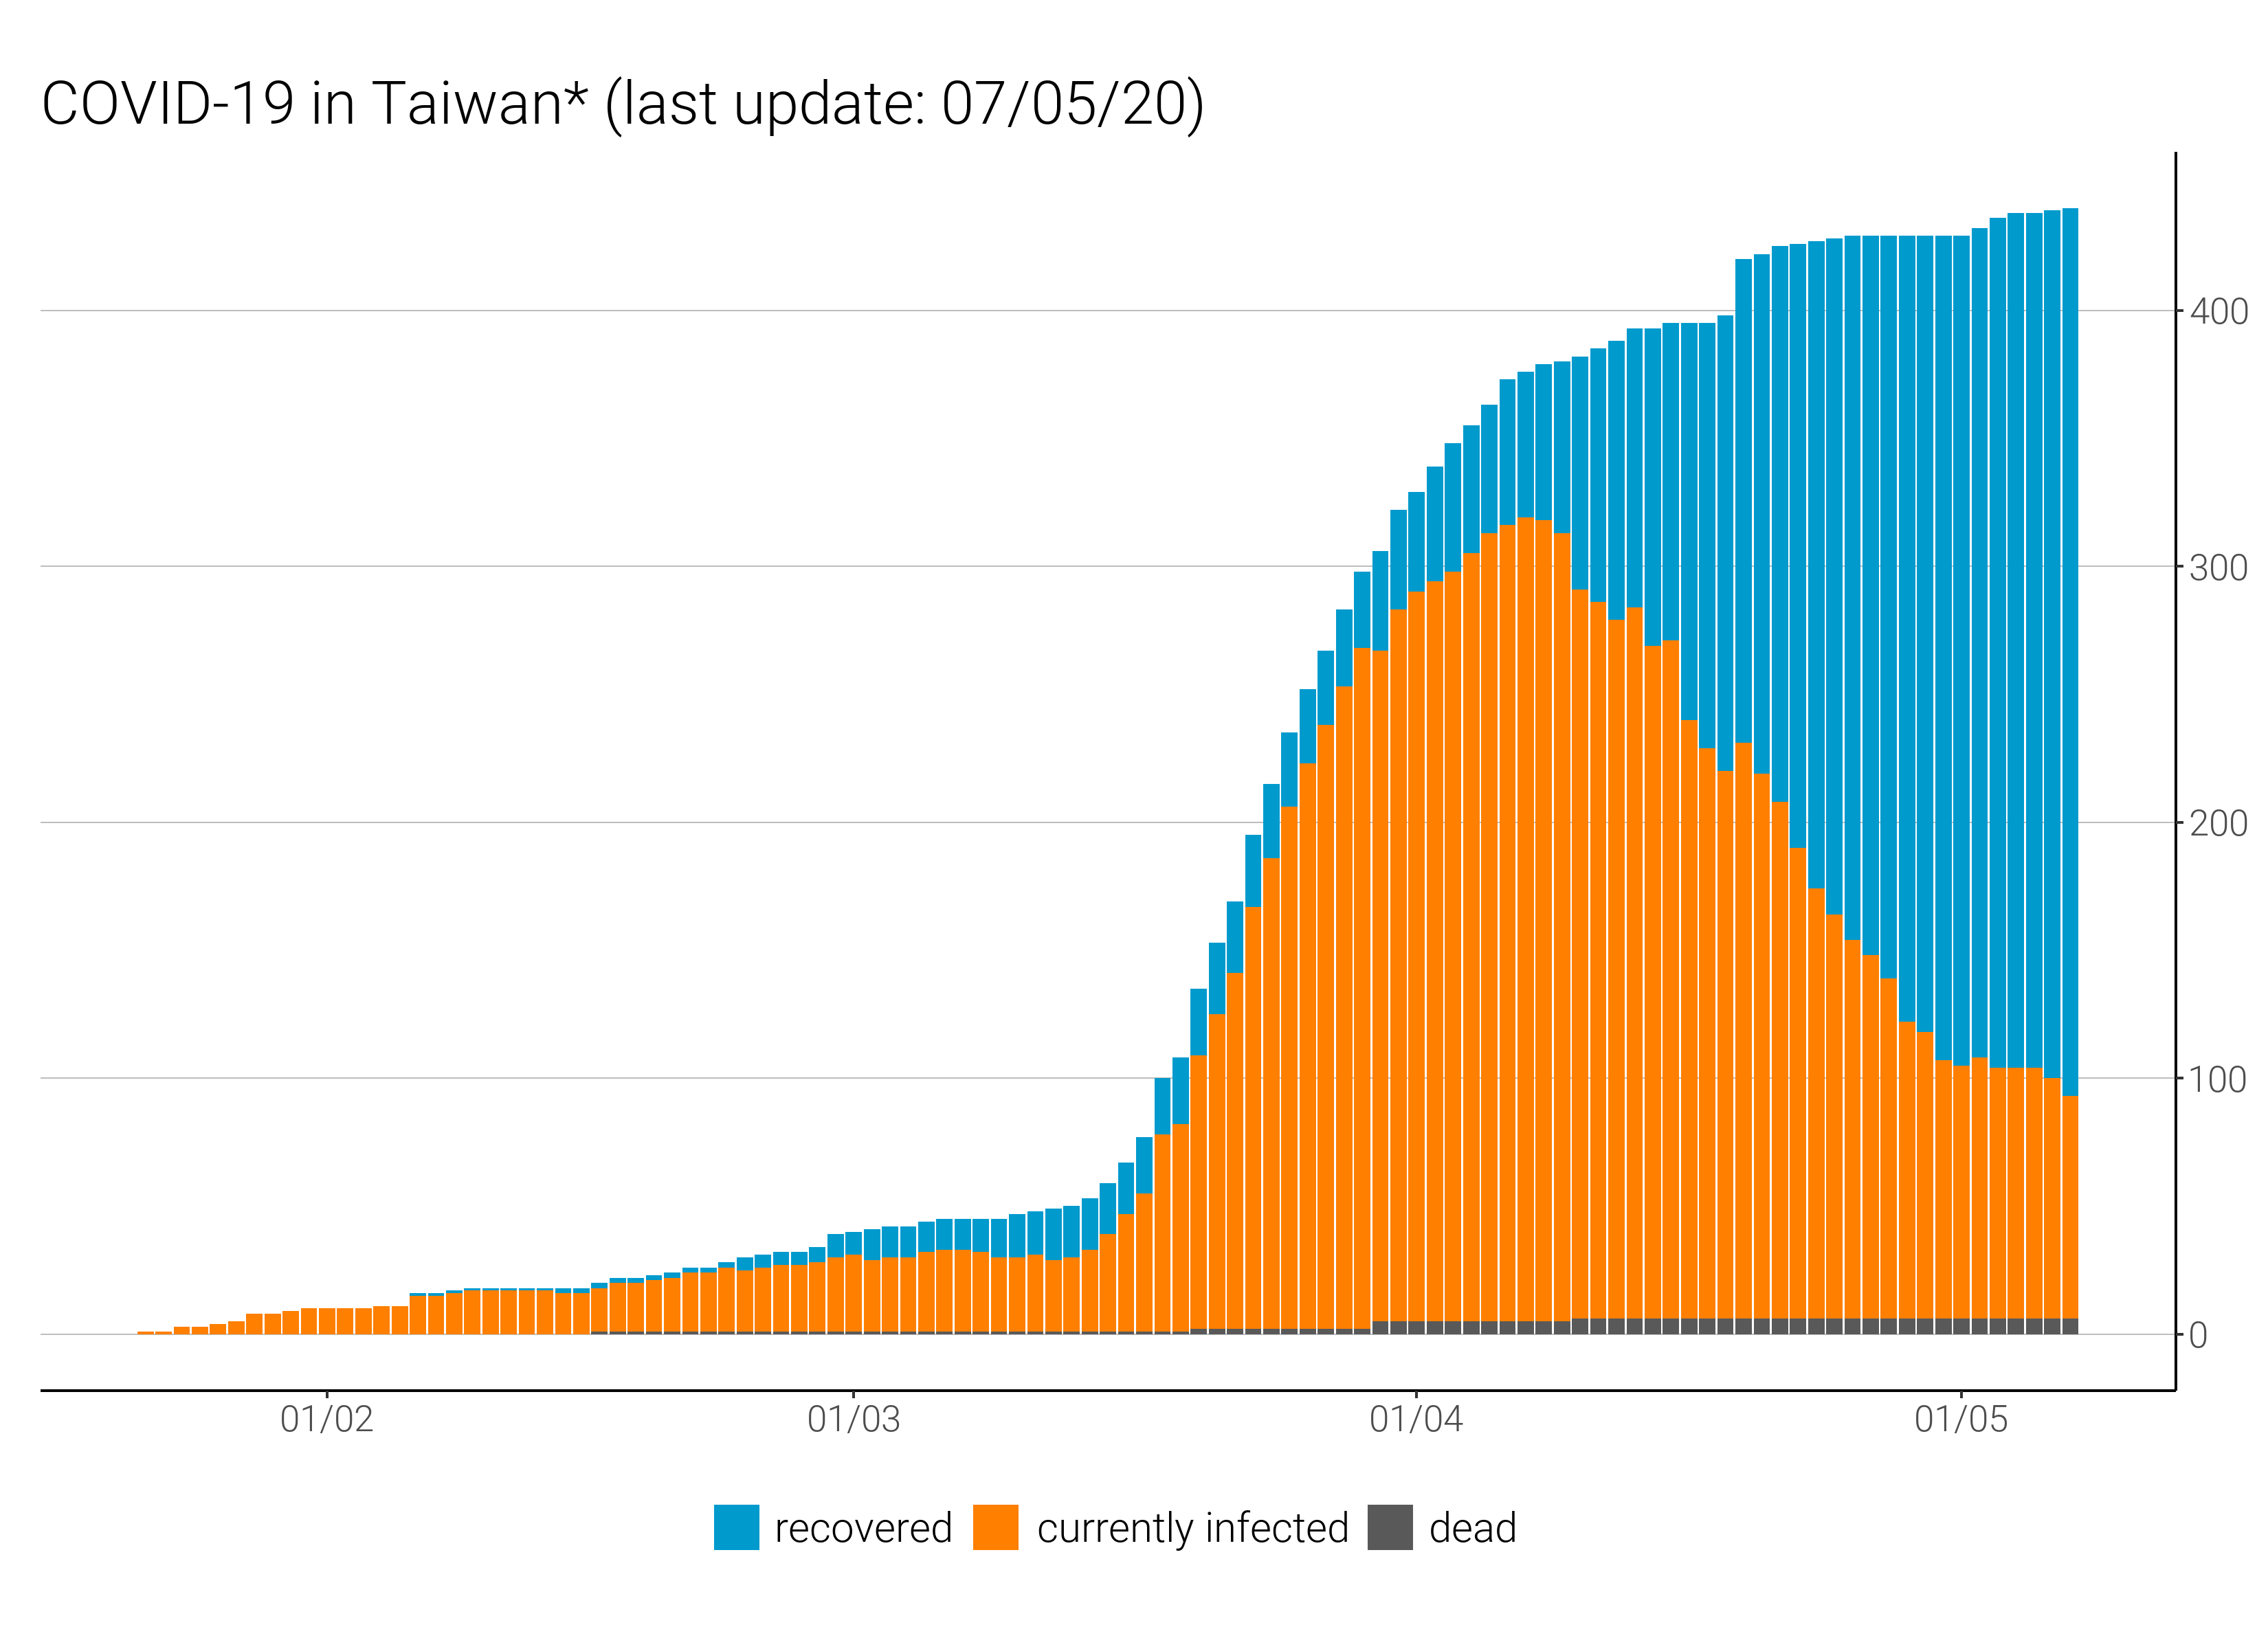 COVID-19 in Taiwan* (last update: 07/05/20)
400
300
200
100
0
01/02 01/03 01/04 01/05
recovered currently infected dead